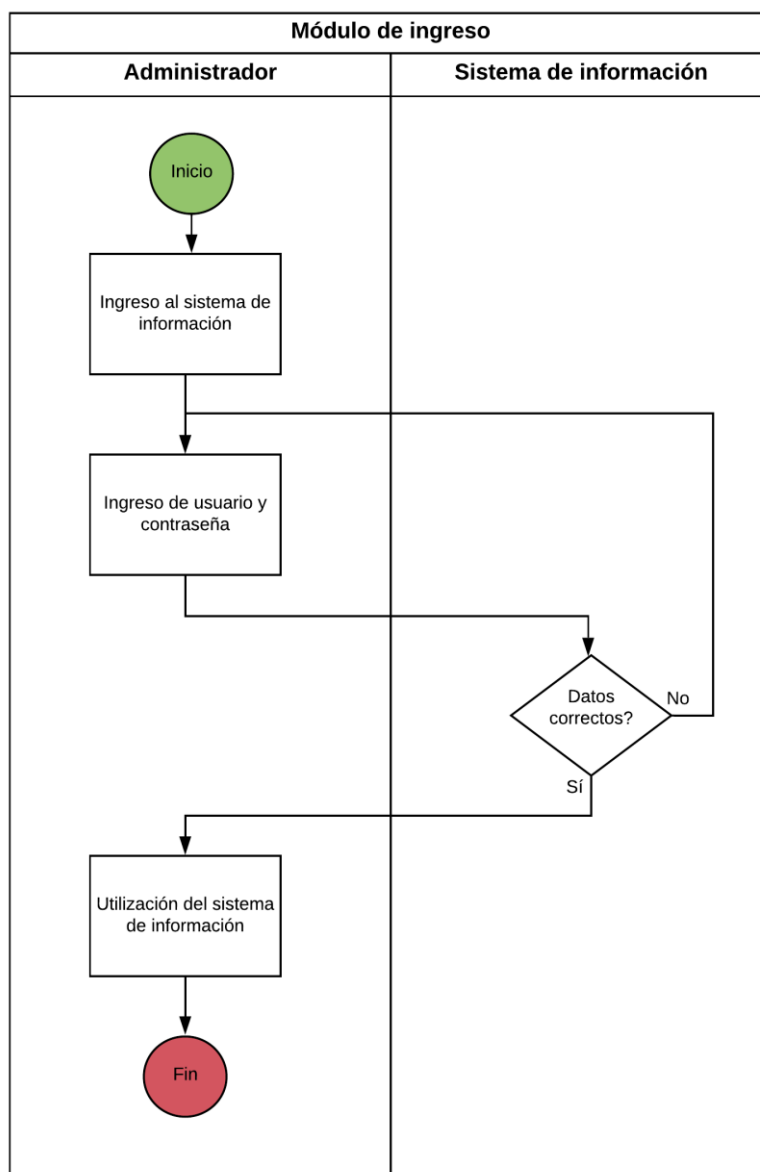 Módulo de ingreso
Administrador
Sistema de información
Inicio
Ingreso al sistema de
información
Ingreso de usuario y
contraseña
Datos
correctos?
No
Sí
Utilización del sistema
de información
Fin